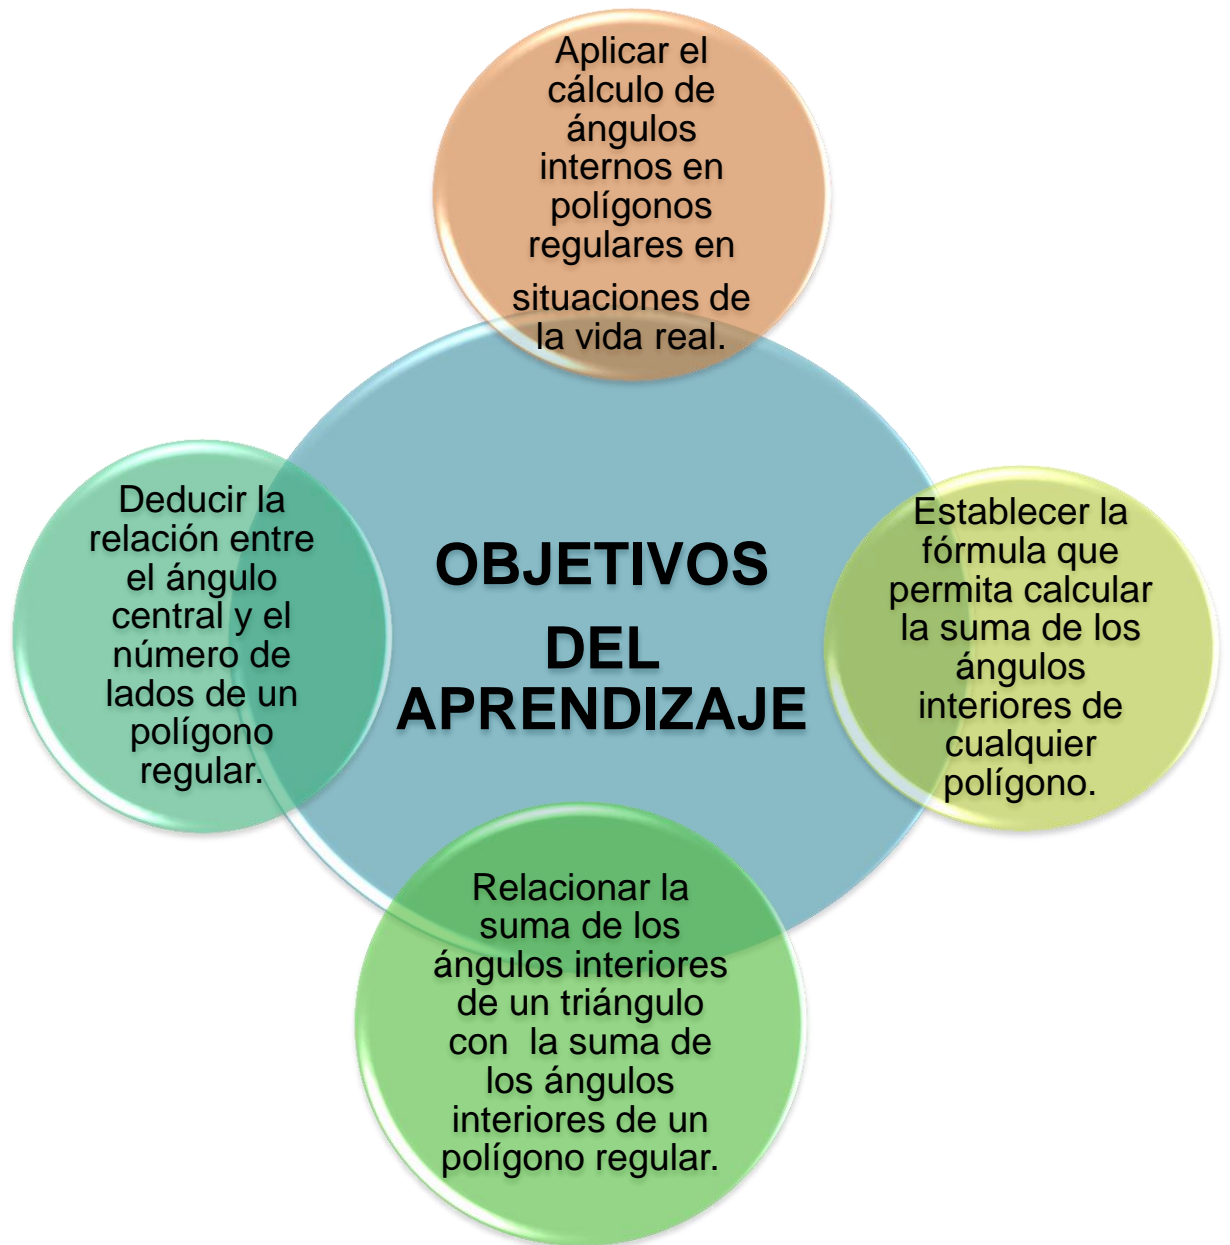 Aplicar el
cálculo de
ángulos
internos en
polígonos
regulares en
situaciones de
la vida real.
Deducir la
relación entre
el ángulo
central y el
número de
lados de un
polígono
regular.
OBJETIVOS
DEL
APRENDIZAJE
Establecer la
fórmula que
permita calcular
la suma de los
ángulos
interiores de
cualquier
polígono.
Relacionar la
suma de los
ángulos interiores
de un triángulo
con la suma de
los ángulos
interiores de un
polígono regular.